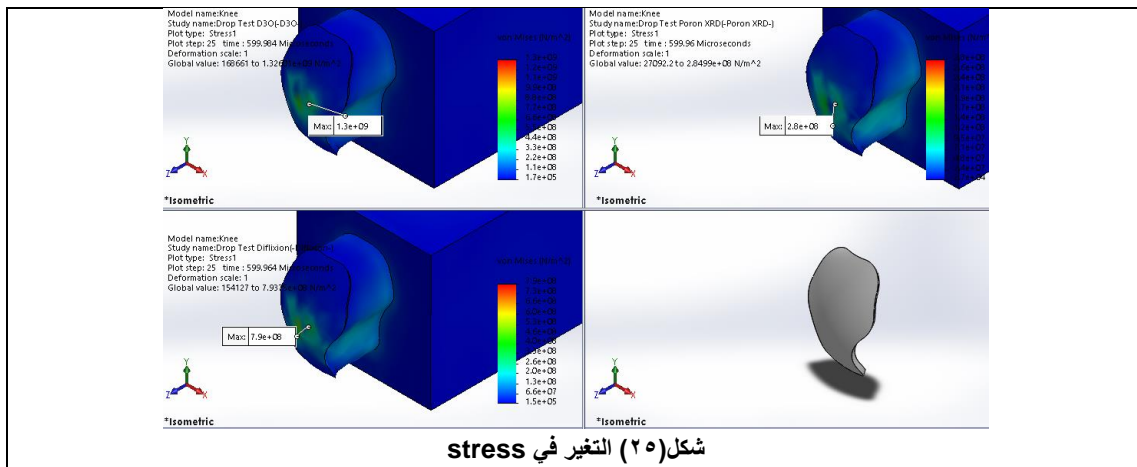 Model name:Knee
Study name:Drop Test D3O(-D3O-
Plot type: Stress1
Plot step: 25 time : 599.984 Microseconds
Deformation scale: 1
Global value: 168661 to
Max: 1.3e+09
4.4e+08
3.3e+08
2.2e+08
1.1e+08
1.7e+05
Y
Z
X
*Isometric
Model name:Knee
Study name:Drop Test Poron XRD(-Poron XRD-)
Plot type: Stress1
Plot step: 25 time : 599.96 Microseconds
Deformation scale: 1
Global value: 27092.2 to 2.8499e+08 N/m^2
Max: 2.8e+08
Y
Z
X
*Isometric
Model name:Knee
Study name:Drop Test Diflixion(-
Plot type: Stress1
Plot step: 25 time : 599.964 Microseconds
Deformation scale: 1
Global value: 154127 to
Max: 7.9e+08
2.6e+08
2.0e+08
1.3e+08
6.6e+07
1.5e+05
Y
Z
X
*Isometric
Y
Z
X
*Isometric
شكل(٢٥) التغير في stress